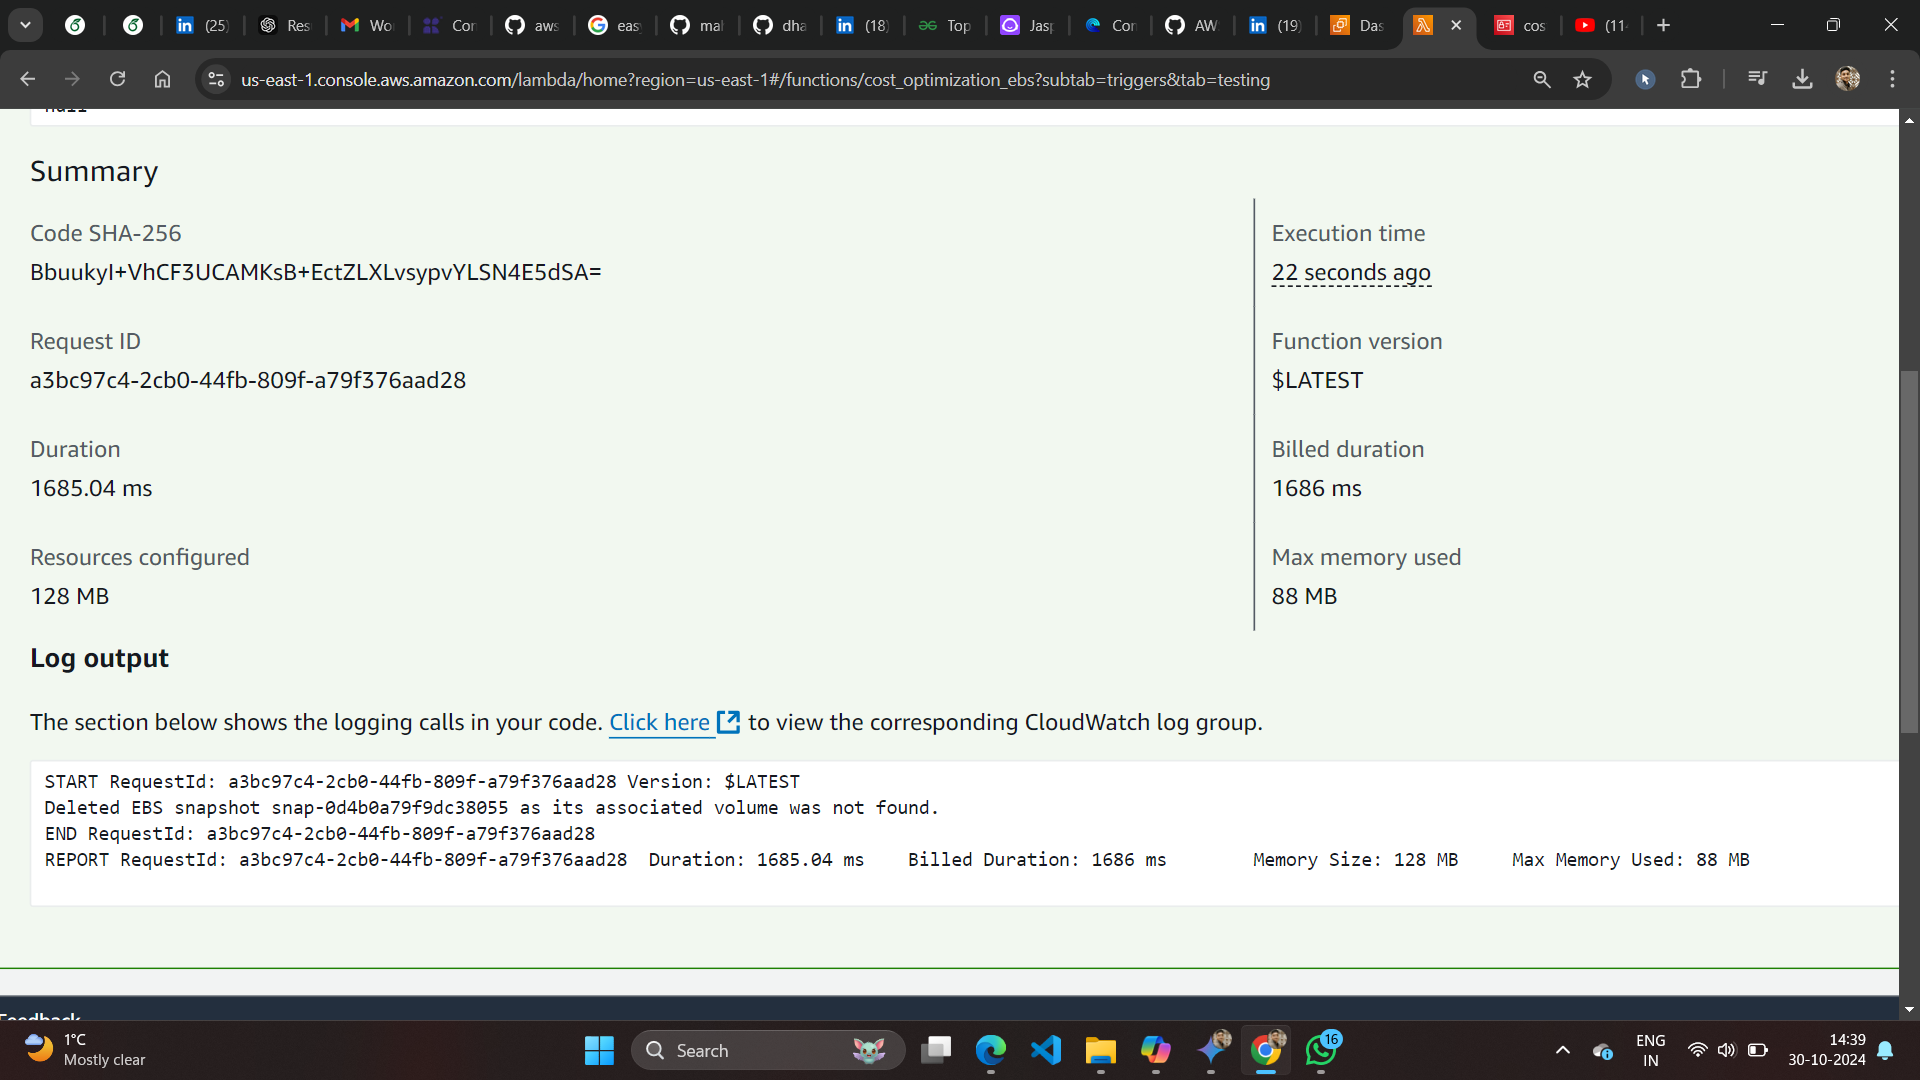 (25)
Res
Wo
Con
aws
eas
mal
dha
(18)
Top
Jasp
Con
AW
(19)
Das
cos
(11
us-east-1.console.aws.amazon.com/lambda/home?region=us-east-1#/functions/cost_optimization_ebs?subtab=triggers&tab=testing
null
Summary
Code SHA-256
BbuukyI+VhCF3UCAMKsB+EctZLXLvsypvYLSN4E5dSA=
Execution time
22 seconds ago
Request ID
a3bc97c4-2cb0-44fb-809f-a79f376aad28
Function version
$LATEST
Duration
1685.04 ms
Billed duration
1686 ms
Resources configured
128 MB
Max memory used
88 MB
Log output
The section below shows the logging calls in your code. Click here to view the corresponding CloudWatch log group.
START RequestId: a3bc97c4-2cb0-44fb-809f-a79f376aad28 Version: $LATEST
Deleted EBS snapshot snap-0d4b0a79f9dc38055 as its associated volume was not found.
END RequestId: a3bc97c4-2cb0-44fb-809f-a79f376aad28
REPORT RequestId: a3bc97c4-2cb0-44fb-809f-a79f376aad28 Duration: 1685.04 ms Billed Duration: 1686 ms Memory Size: 128 MB Max Memory Used: 88 MB
Feedback
1°C
Mostly clear
Search
16
ENG
IN
14:39
30-10-2024